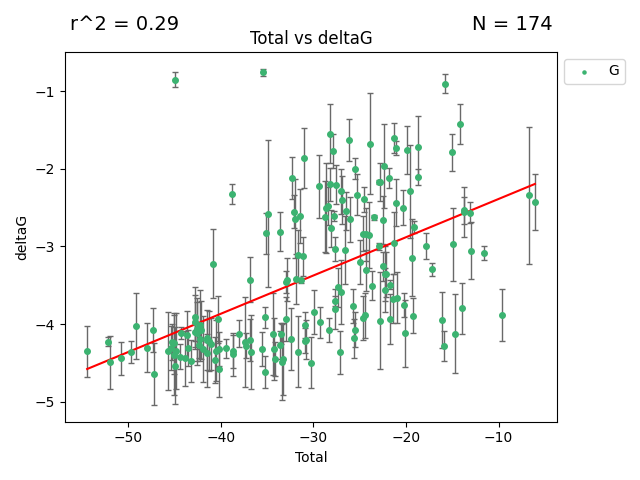 r^2 = 0.29 N = 174
Total vs deltaG
G
−1
−2
−3
−4
−5
deltaG
−50 −40 −30 −20 −10
Total